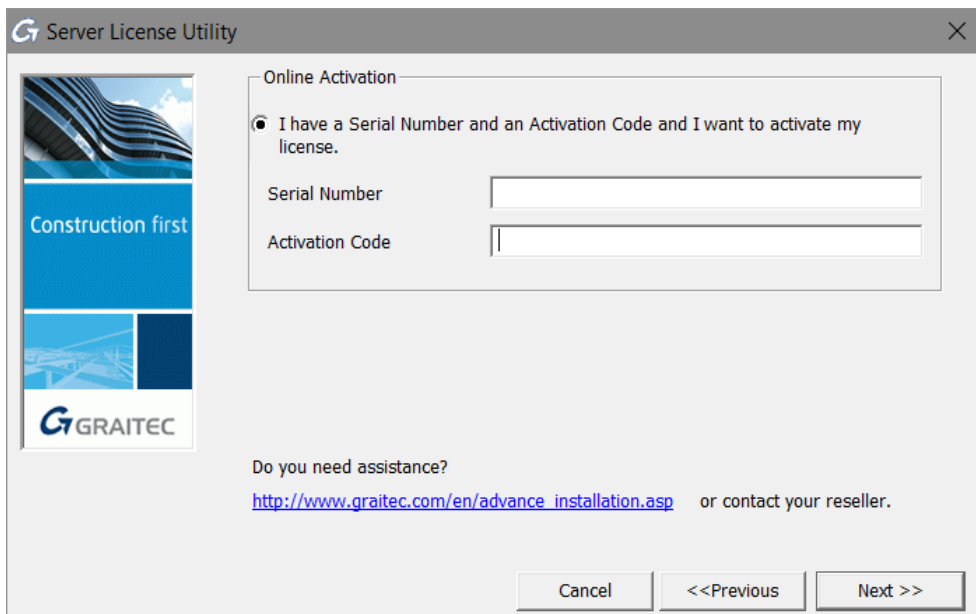 Server License Utility
Online Activation
I have a Serial Number and an Activation Code and I want to activate my
license.
Serial Number
Activation Code
Construction first
GRAITEC
Do you need assistance?
http://www.graitec.com/en/advance_installation.asp or contact your reseller.
Cancel <<Previous Next >>